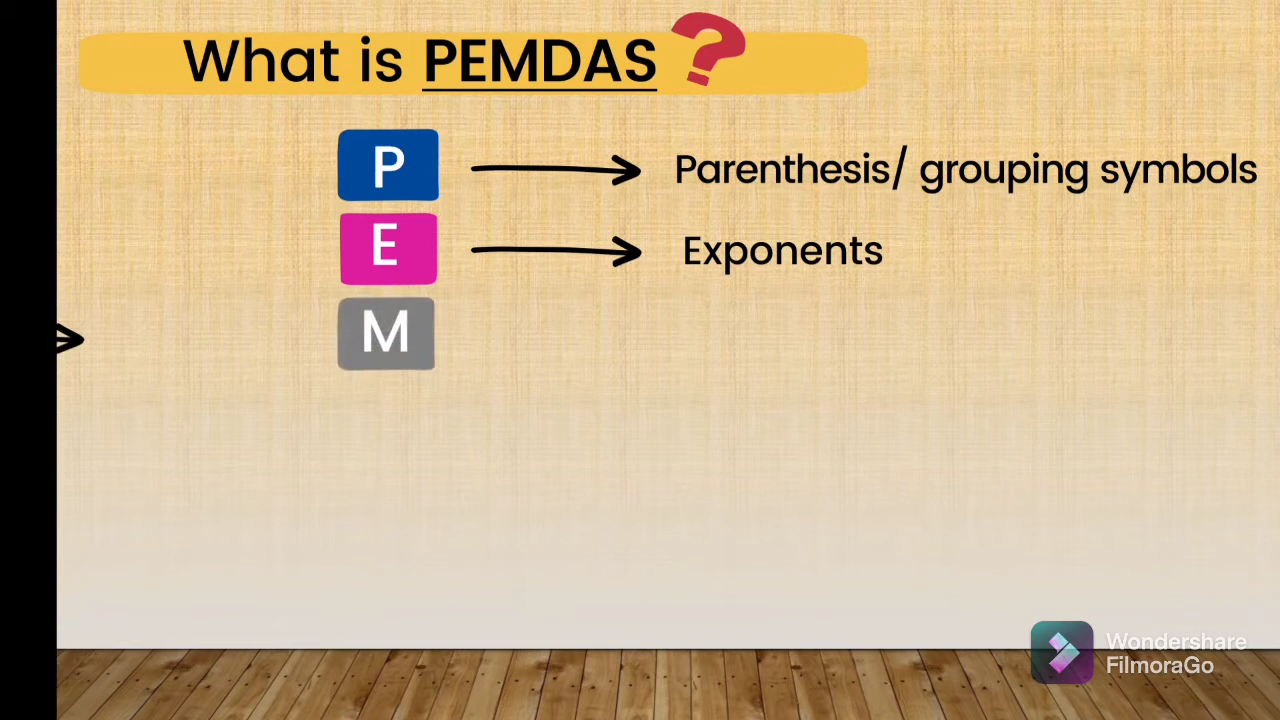 What is PEMDAS?
P Parenthesis/ grouping symbols
E Exponents
M
Wondershare
FilmoraGo